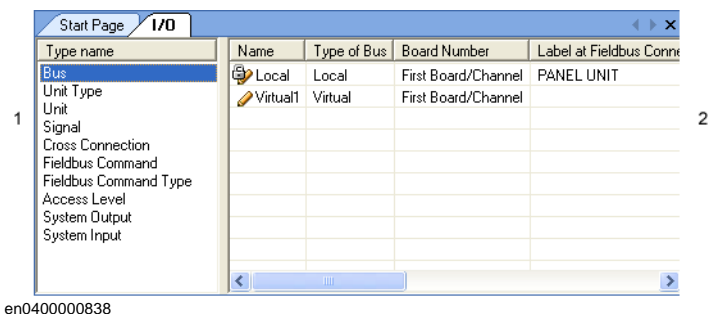 Start Page I/O
Type name Name Type of Bus Board Number Label at Fieldbus Conne
Bus Local Local First Board/Channel PANEL UNIT
Unit Type Virtual1 Virtual First Board/Channel
Unit
1 2
Signal
Cross Connection
Fieldbus Command
Fieldbus Command Type
Access Level
System Output
System Input
en0400000838